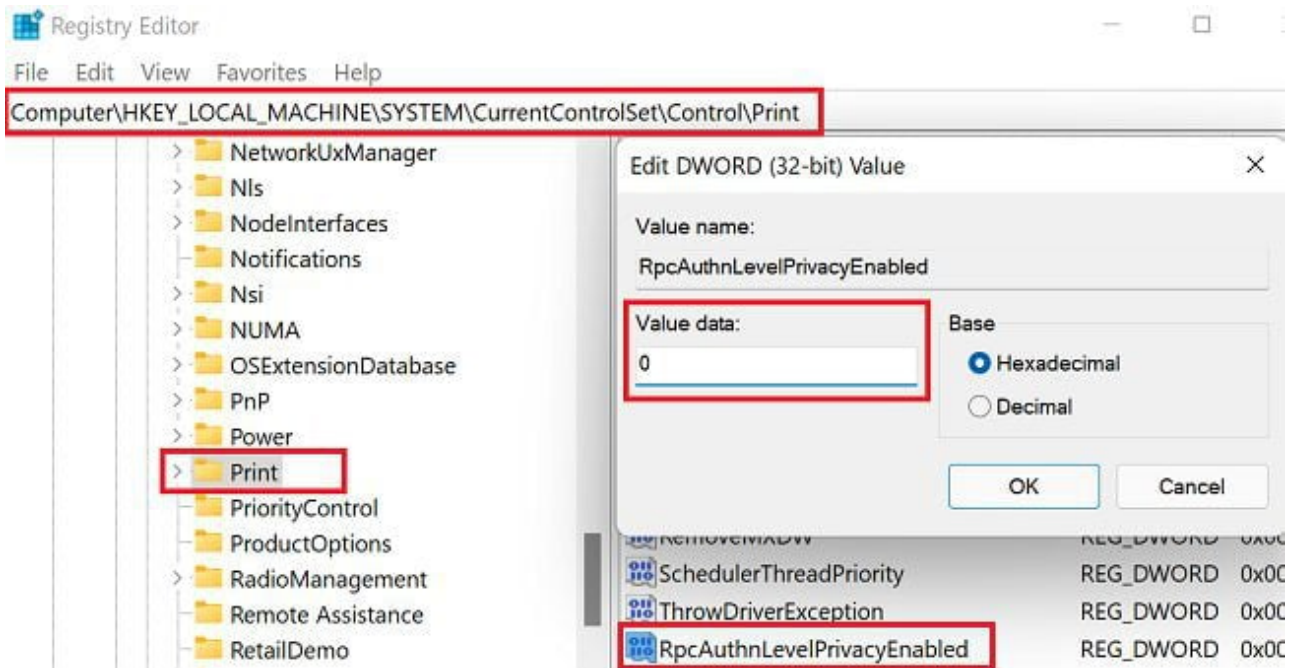 Registry Editor
File Edit View Favorites Help
Computer\HKEY_LOCAL_MACHINE\SYSTEM\CurrentControlSet\Control\Print
NetworkUxManager
Nls
NodeInterfaces
Notifications
Nsi
NUMA
OSExtensionDatabase
PnP
Power
Print
PriorityControl
ProductOptions
RadioManagement
Remote Assistance
RetailDemo
Edit DWORD (32-bit) Value
Value name:
RpcAuthnLevelPrivacyEnabled
Value data:
0
Base
Hexadecimal
Decimal
OK Cancel
RemoveMXDW REG_DWORD
SchedulerThreadPriority REG_DWORD
ThrowDriverException REG_DWORD
RpcAuthnLevelPrivacyEnabled REG_DWORD